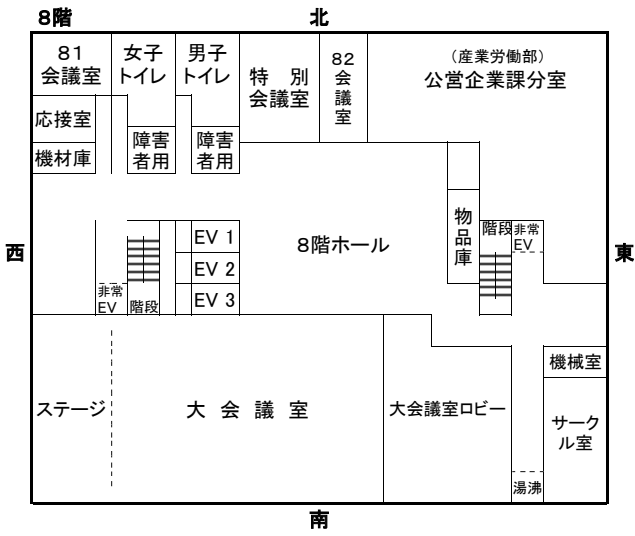 8階
北
81
会議室
女子
トイレ
男子
トイレ
特 別
会議室
82
会
議
室
（産業労働部）
公営企業課分室
応接室
機材庫
障害
者用
障害
者用
西
東
EV 1
EV 2
EV 3
8階ホール
物
品
庫
階段
非常
EV
非常
EV
階段
ステージ
大 会 議 室
大会議室ロビー
機械室
サーク
ル室
湯沸
南